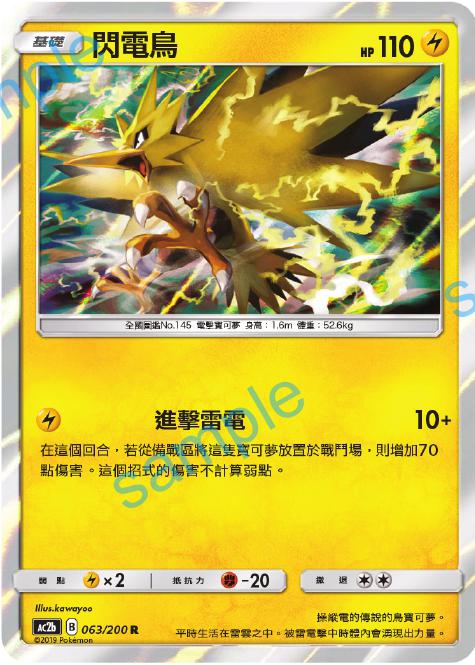 基礎 閃電鳥 HP 110
全國圖鑑No.145 電擊寶可夢 身高：1.6m 體重：52.6kg
進擊雷電 10+
在這個回合，若從備戰區將這隻寶可夢放置於戰鬥場，則增加70
點傷害。這個招式的傷害不計算弱點。
弱點 ×2 抵抗力 -20 撤退
Illus.kawayoo
AC2b B 063/200 R
©2019 Pokémon
操縱電的傳說的鳥寶可夢。
平時生活在雷雲之中。被雷電擊中時體內會湧現出力量。
sample
sample